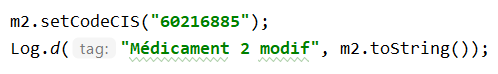 m2.setCodeCIS("60216885");
Log.d( tag: "Médicament 2 modif", m2.toString());